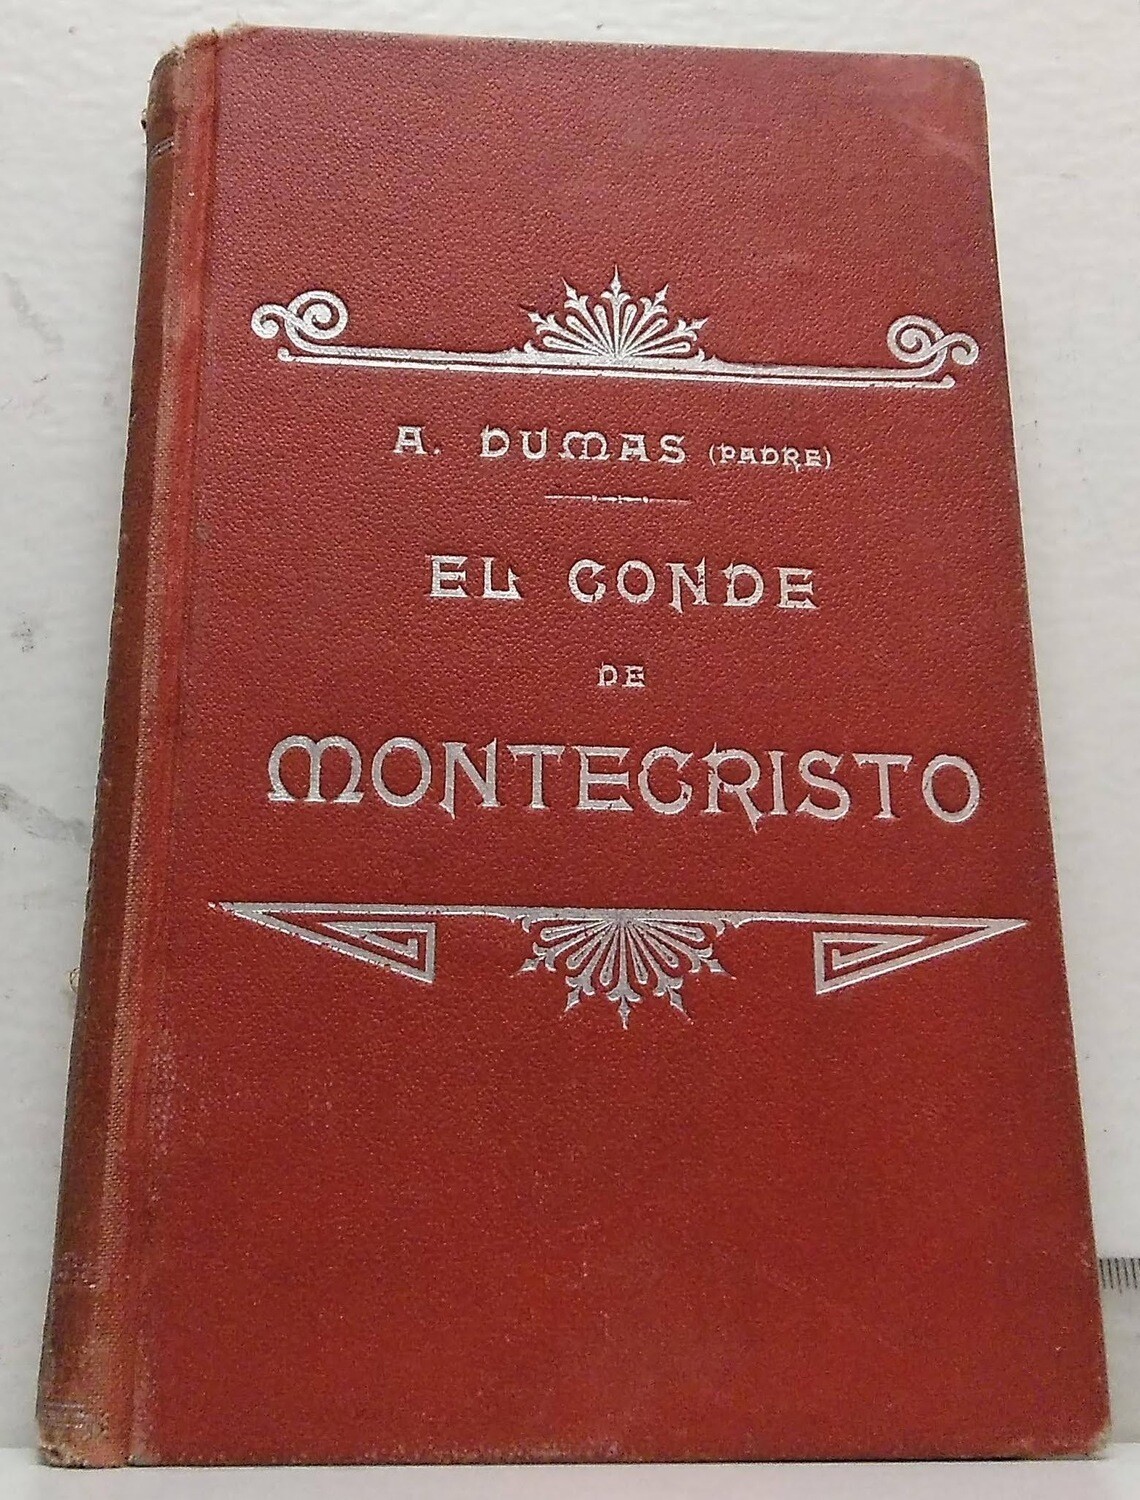 A. DUMAS (PADRE)
EL CONDE
DE
MONTECRISTO